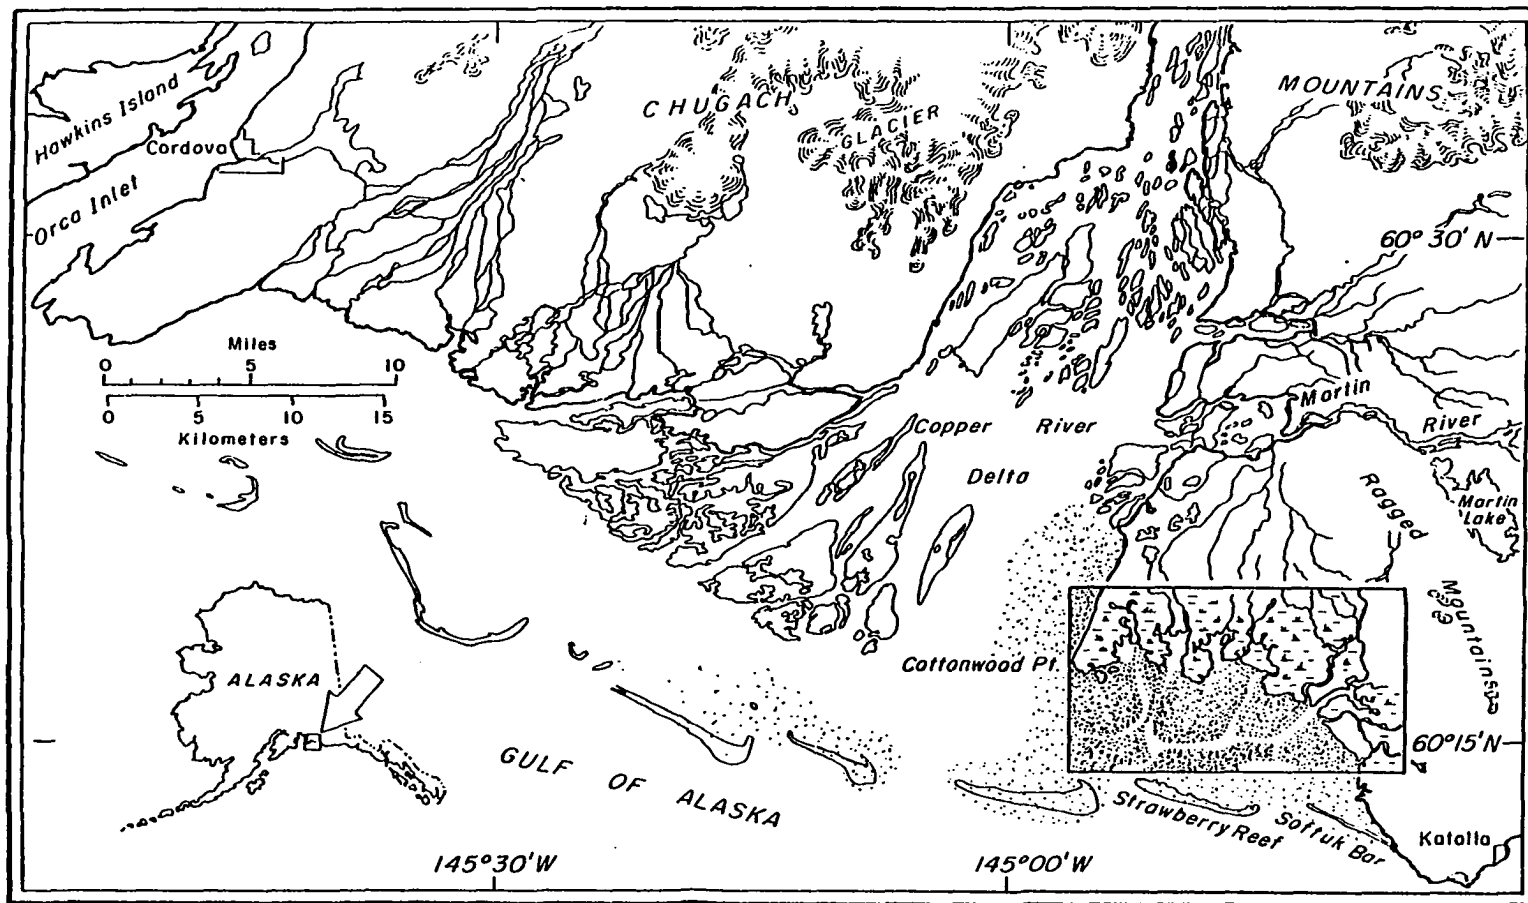 CHUGACH
MOUNTAINS
GLACIER
Hawkins Island
Cordova
Orca Inlet
60° 30' N
Miles
0 5 10
0 5 10 15
Kilometers
Martin
River
Copper River
Delta
Ragged
Mountains
Martin
Lake
ALASKA
Cottonwood Pt.
60° 15' N
GULF OF ALASKA
Strawberry Reef
Softuk Bar
Katalla
145° 30' W
145° 00' W